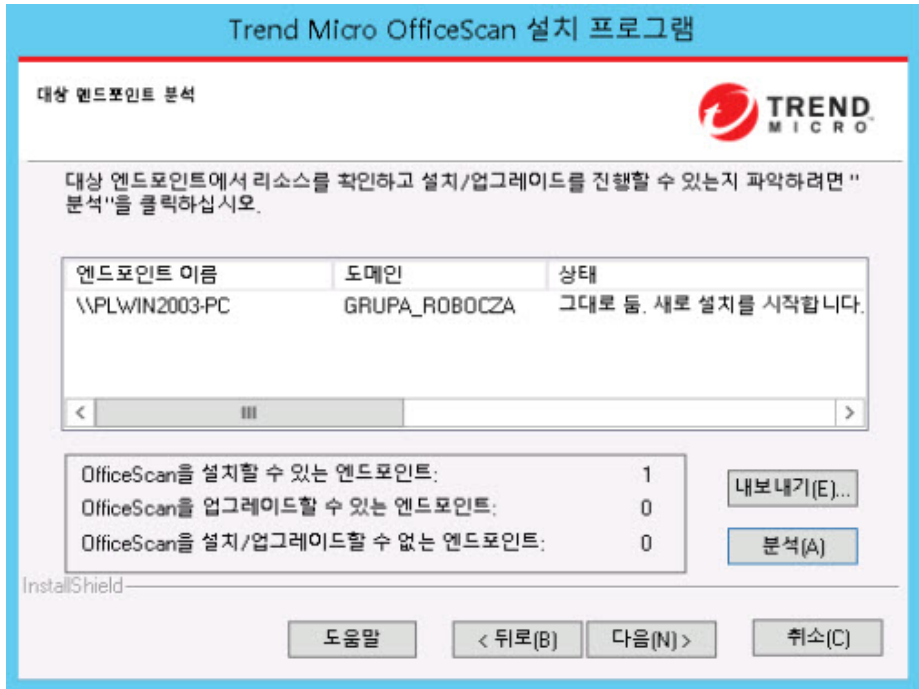 Trend Micro OfficeScan 설치 프로그램
대상 엔드포인트 분석
TREND
MICRO
대상 엔드포인트에서 리소스를 확인하고 설치/업그레이드를 진행할 수 있는지 파악하려면 "
분석"을 클릭하십시오.
엔드포인트 이름 도메인 상태
\\PLWIN2003-PC GRUPA_ROBOCZA 그대로 둠. 새로 설치를 시작합니다.
OfficeScan을 설치할 수 있는 엔드포인트: 1
OfficeScan을 업그레이드할 수 있는 엔드포인트: 0
OfficeScan을 설치/업그레이드할 수 없는 엔드포인트: 0
내보내기(E)...
분석(A)
InstallShield
도움말 < 뒤로(B) 다음(N) > 취소(C)